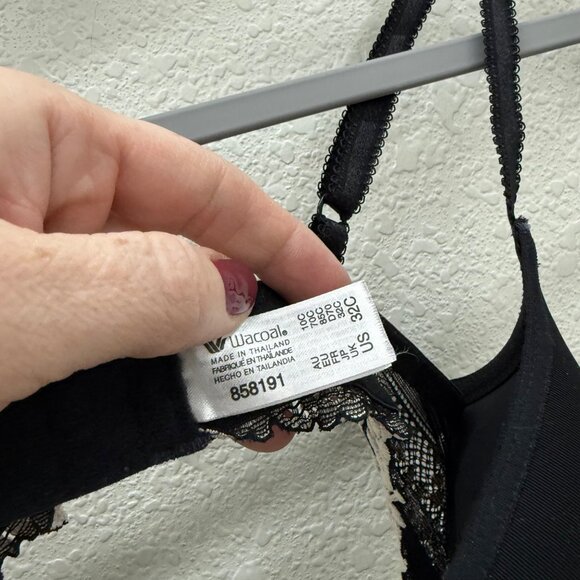 Wacoal®
MADE IN THAILAND
FABRIQUÉ EN THAÏLANDE
HECHO EN TAILANDIA
858191
AU 10C
EU 70C
FR 85C
JP D70
UK 32C
US 32C